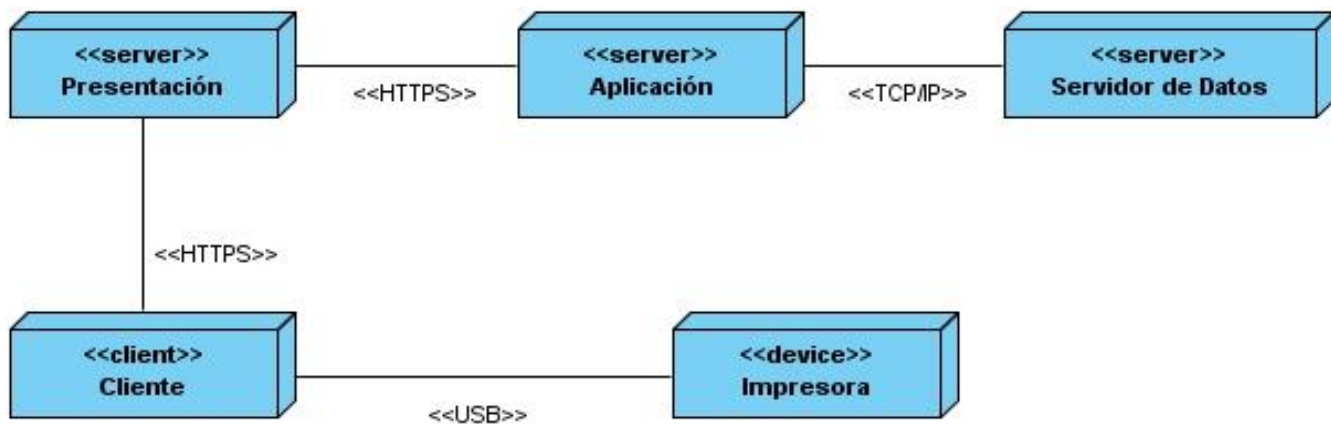 <<server>>
Presentación
<<HTTPS>>
<<server>>
Aplicación
<<TCP/IP>>
<<server>>
Servidor de Datos
<<HTTPS>>
<<client>>
Cliente
<<USB>>
<<device>>
Impresora